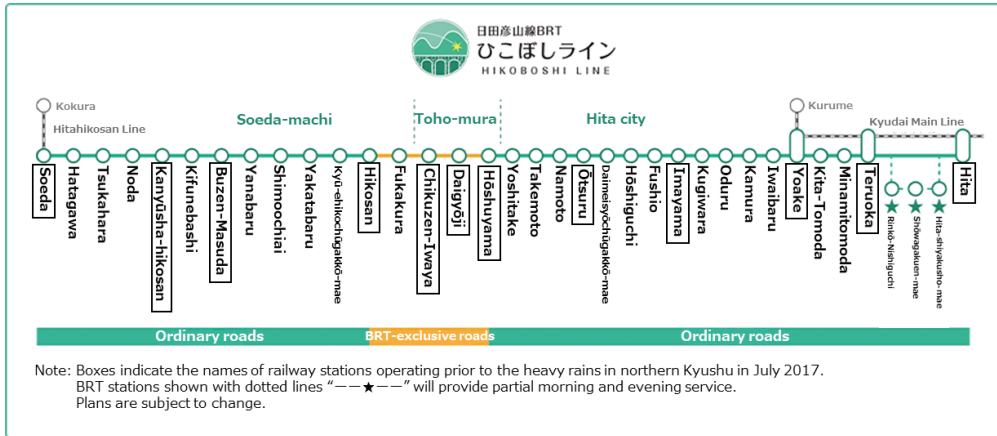 日田彦山線BRT
ひこぼしライン
HIKOBOSHI LINE
Kokura
Hitahikosan Line
Soeda-machi
Toho-mura
Hita city
Kurume
Kyudai Main Line
Soeda
Hatagawa
Tsukahara
Noda
Kanyūsha-hikosan
Kifunebashi
Buzen-Masuda
Yanabaru
Shimoochiai
Yakatabaru
Kyū-ehikochūgakkō-mae
Hikosan
Fukakura
Chikuzen-Iwaya
Daigyōji
Hōshuyama
Yoshitake
Takemoto
Namoto
Ōtsuru
Daimeisyōchūgakkō-mae
Hōshiguchi
Fushio
Imayama
Kugiwara
Oduru
Kamura
Iwaibaru
Yoake
Kita-Tomoda
Minamitomoda
Teruoka
Rinkō-Nishiguchi
Shōwagakuen-mae
Hita-shiyakusho-mae
Hita
Ordinary roads
BRT-exclusive roads
Ordinary roads
Note: Boxes indicate the names of railway stations operating prior to the heavy rains in northern Kyushu in July 2017.
BRT stations shown with dotted lines “－－★－－” will provide partial morning and evening service.
Plans are subject to change.